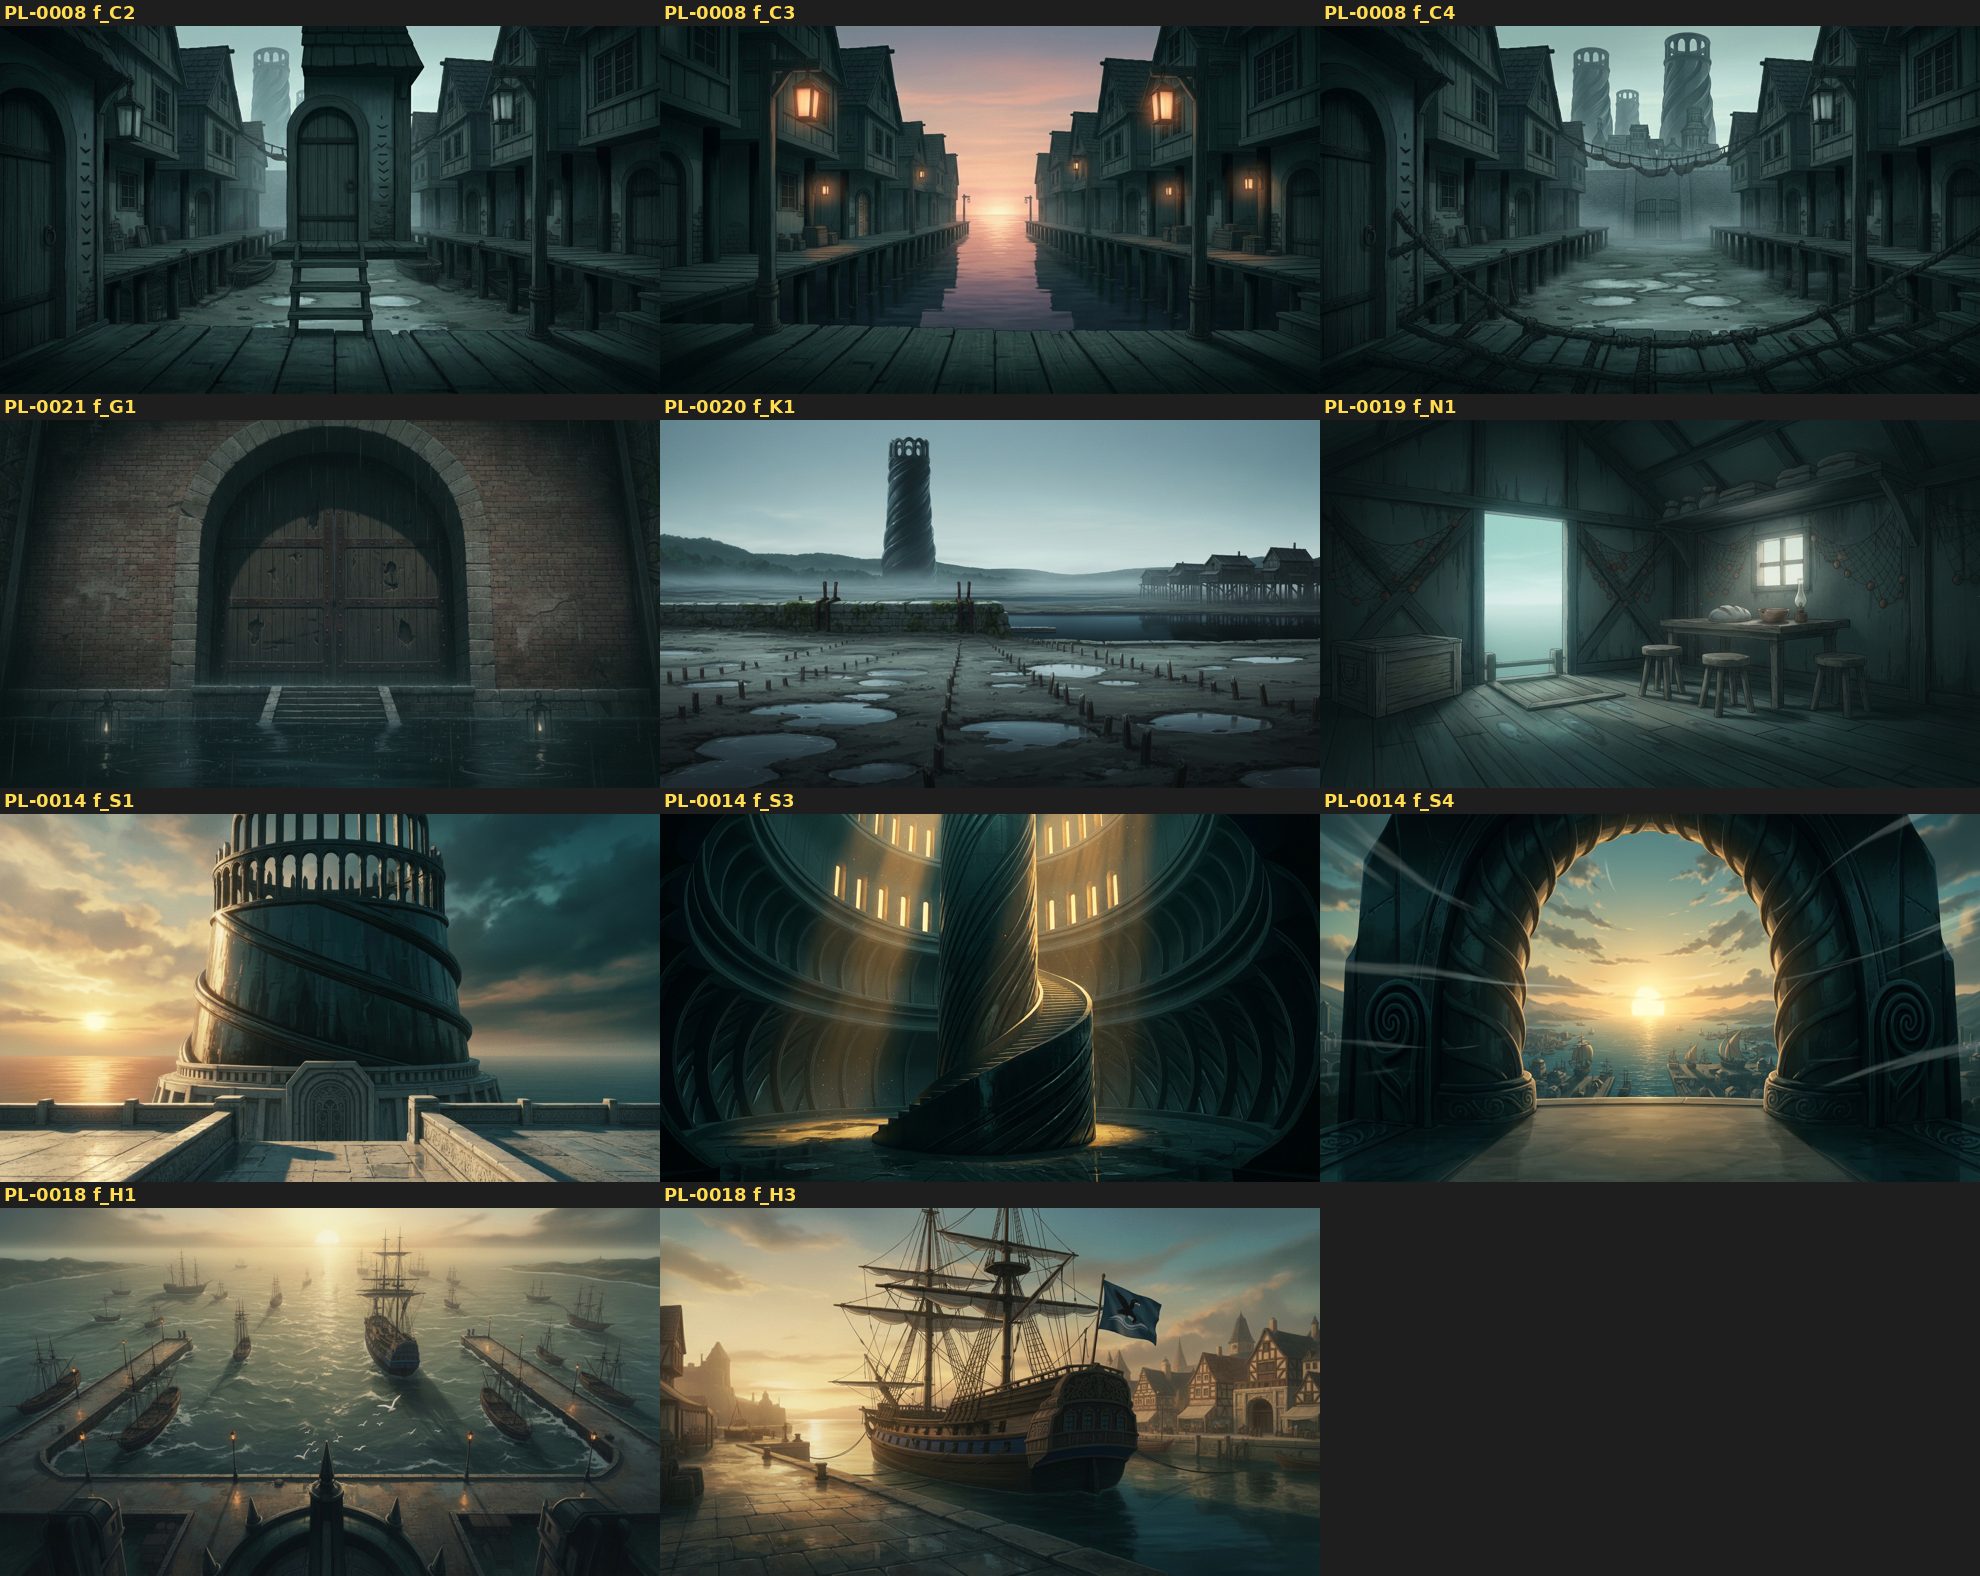 PL-0008 f_C2
PL-0008 f_C3
PL-0008 f_C4
PL-0021 f_G1
PL-0020 f_K1
PL-0019 f_N1
PL-0014 f_S1
PL-0014 f_S3
PL-0014 f_S4
PL-0018 f_H1
PL-0018 f_H3